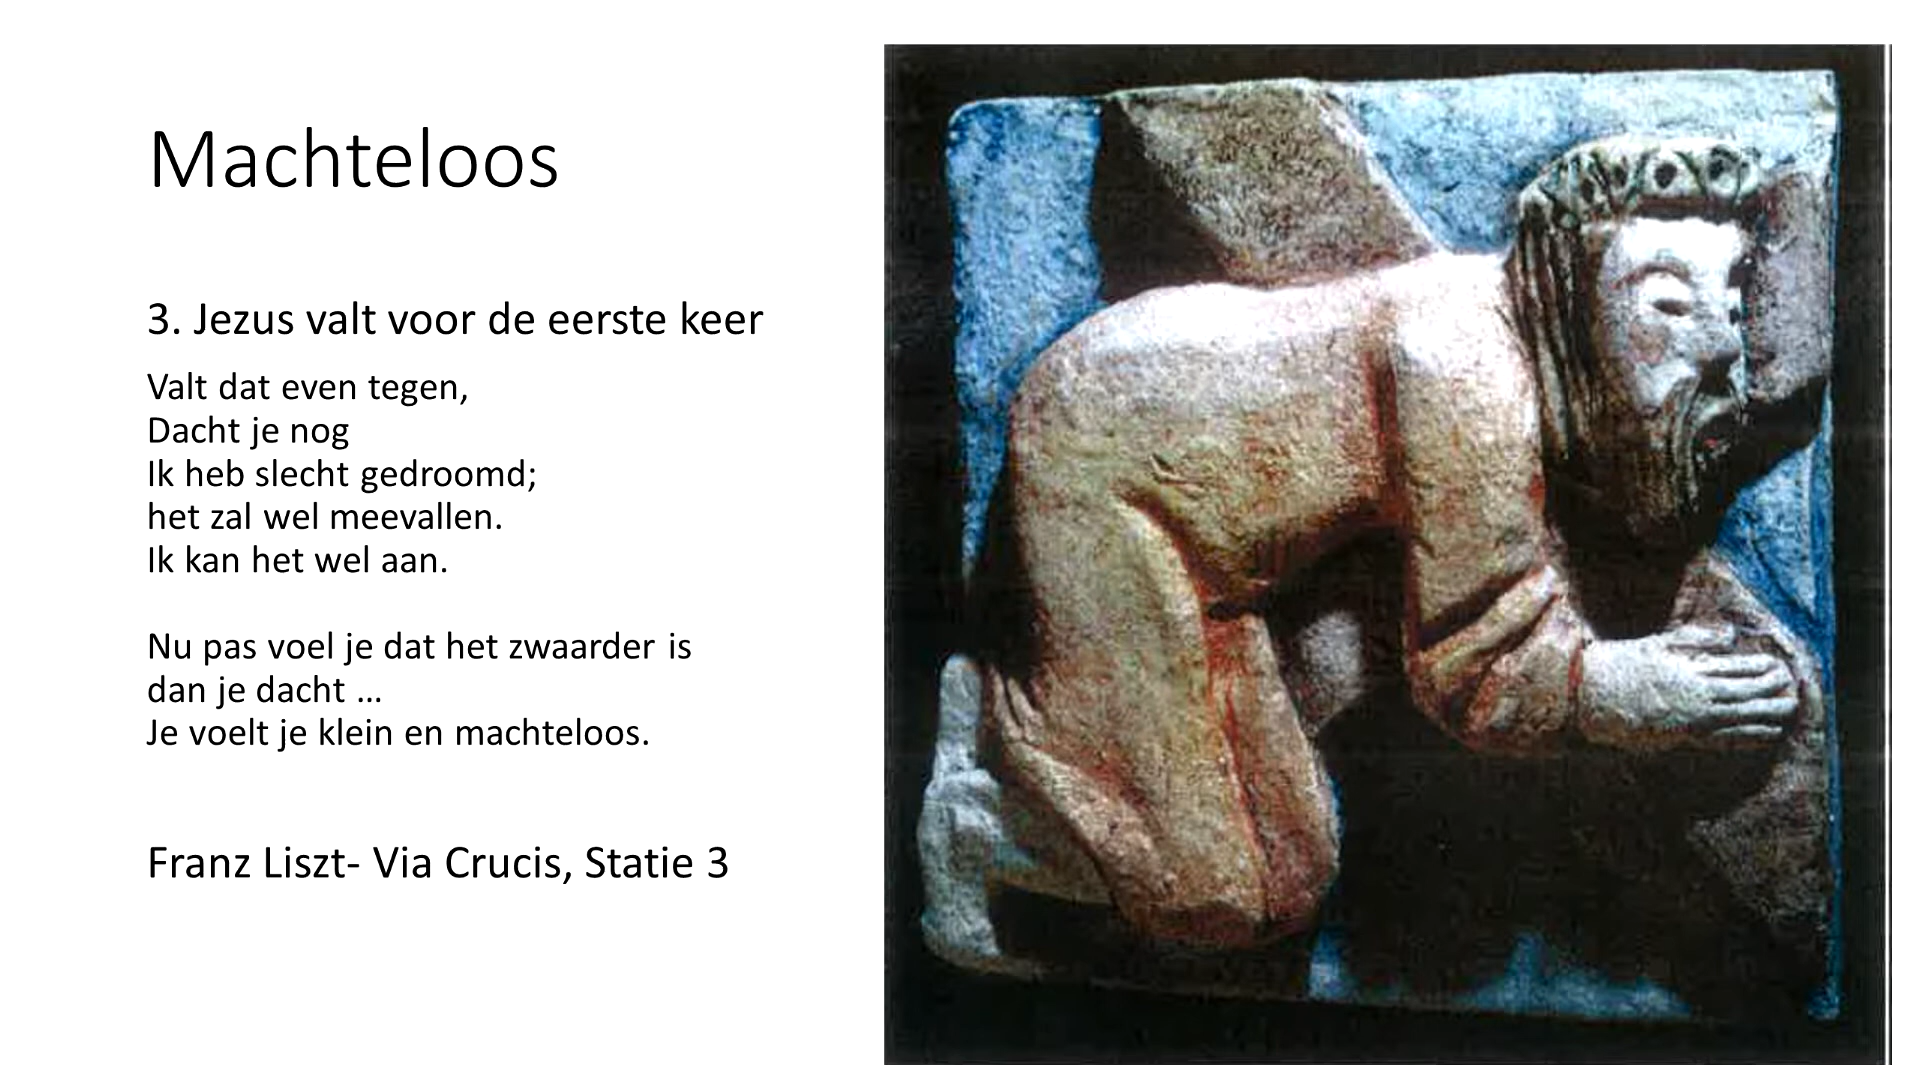 Machteloos
3. Jezus valt voor de eerste keer
Valt dat even tegen,
Dacht je nog
Ik heb slecht gedroomd;
het zal wel meevallen.
Ik kan het wel aan.
Nu pas voel je dat het zwaarder is
dan je dacht …
Je voelt je klein en machteloos.
Franz Liszt- Via Crucis, Statie 3